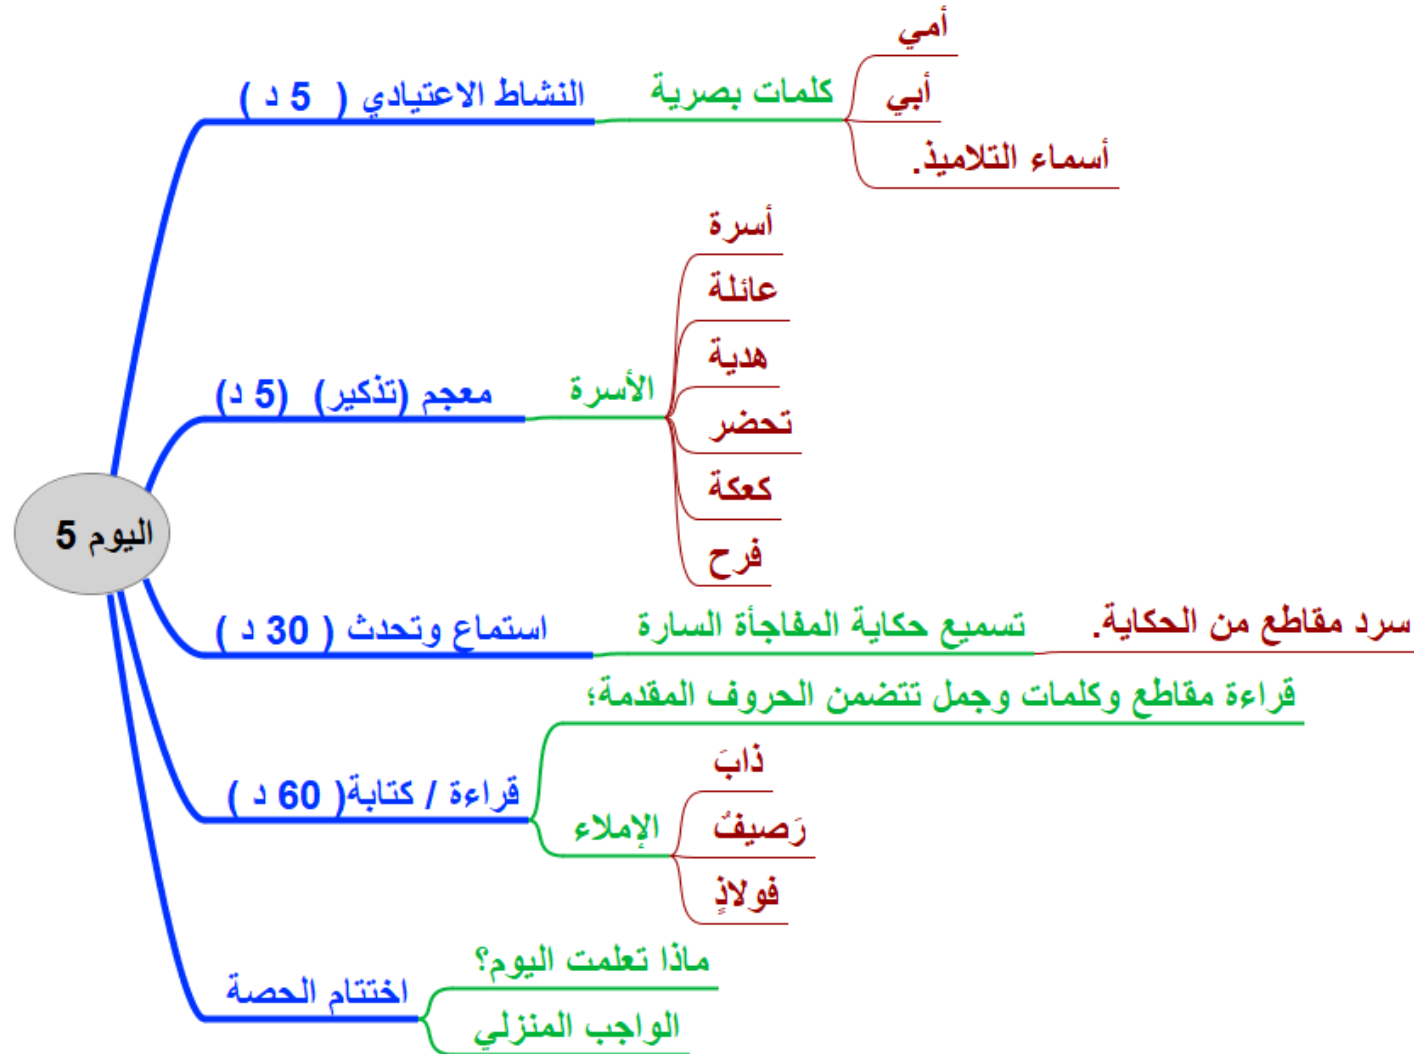 اليوم 5
النشاط الاعتيادي ( 5 د )
كلمات بصرية
أمي
أبي
أسماء التلاميذ.
معجم (تذكير) (5 د)
الأسرة
أسرة
عائلة
هدية
تحضر
كعكة
فرح
استماع وتحدث ( 30 د )
تسميع حكاية المفاجأة السارة
سرد مقاطع من الحكاية.
قراءة / كتابة( 60 د )
قراءة مقاطع وكلمات وجمل تتضمن الحروف المقدمة؛
الإملاء
ذابَ
رَصيفٌ
فولاذٍ
اختتام الحصة
ماذا تعلمت اليوم؟
الواجب المنزلي